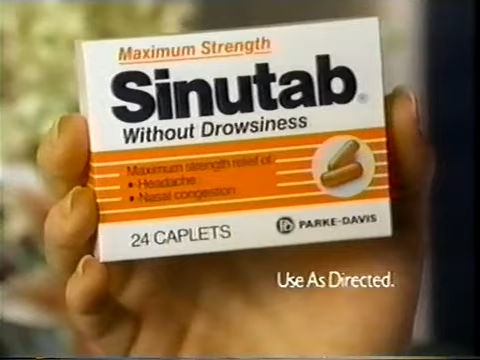 Maximum Strength
Sinutab®
Without Drowsiness
Maximum strength relief of:
• Headache
• Nasal congestion
24 CAPLETS
PD PARKE-DAVIS
Use As Directed.